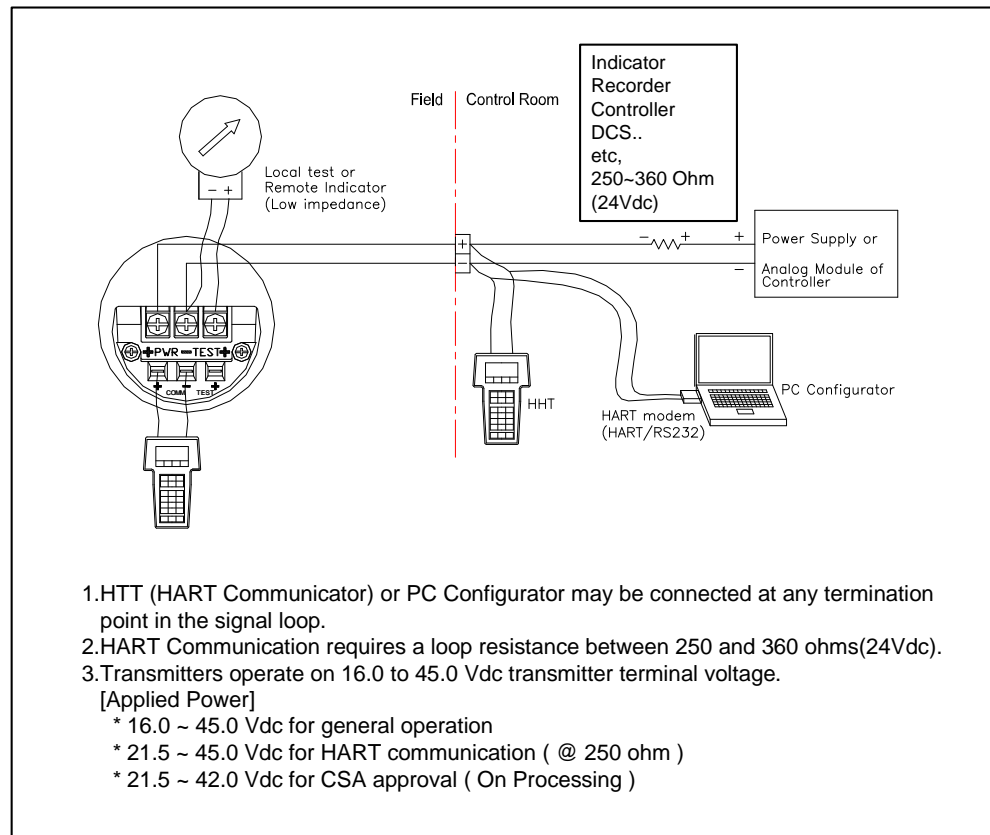 Indicator
Recorder
Controller
DCS..
etc,
250~360 Ohm
(24Vdc)
Field
Control Room
Local test or
Remote Indicator
(Low impedance)
- +
+
-
- +
+ Power Supply or
- Analog Module of
Controller
+PWR-TEST+
+ - +
COMM TEST
HHT
HART modem
(HART/RS232)
PC Configurator
1.HTT (HART Communicator) or PC Configurator may be connected at any termination
point in the signal loop.
2.HART Communication requires a loop resistance between 250 and 360 ohms(24Vdc).
3.Transmitters operate on 16.0 to 45.0 Vdc transmitter terminal voltage.
[Applied Power]
* 16.0 ~ 45.0 Vdc for general operation
* 21.5 ~ 45.0 Vdc for HART communication ( @ 250 ohm )
* 21.5 ~ 42.0 Vdc for CSA approval ( On Processing )